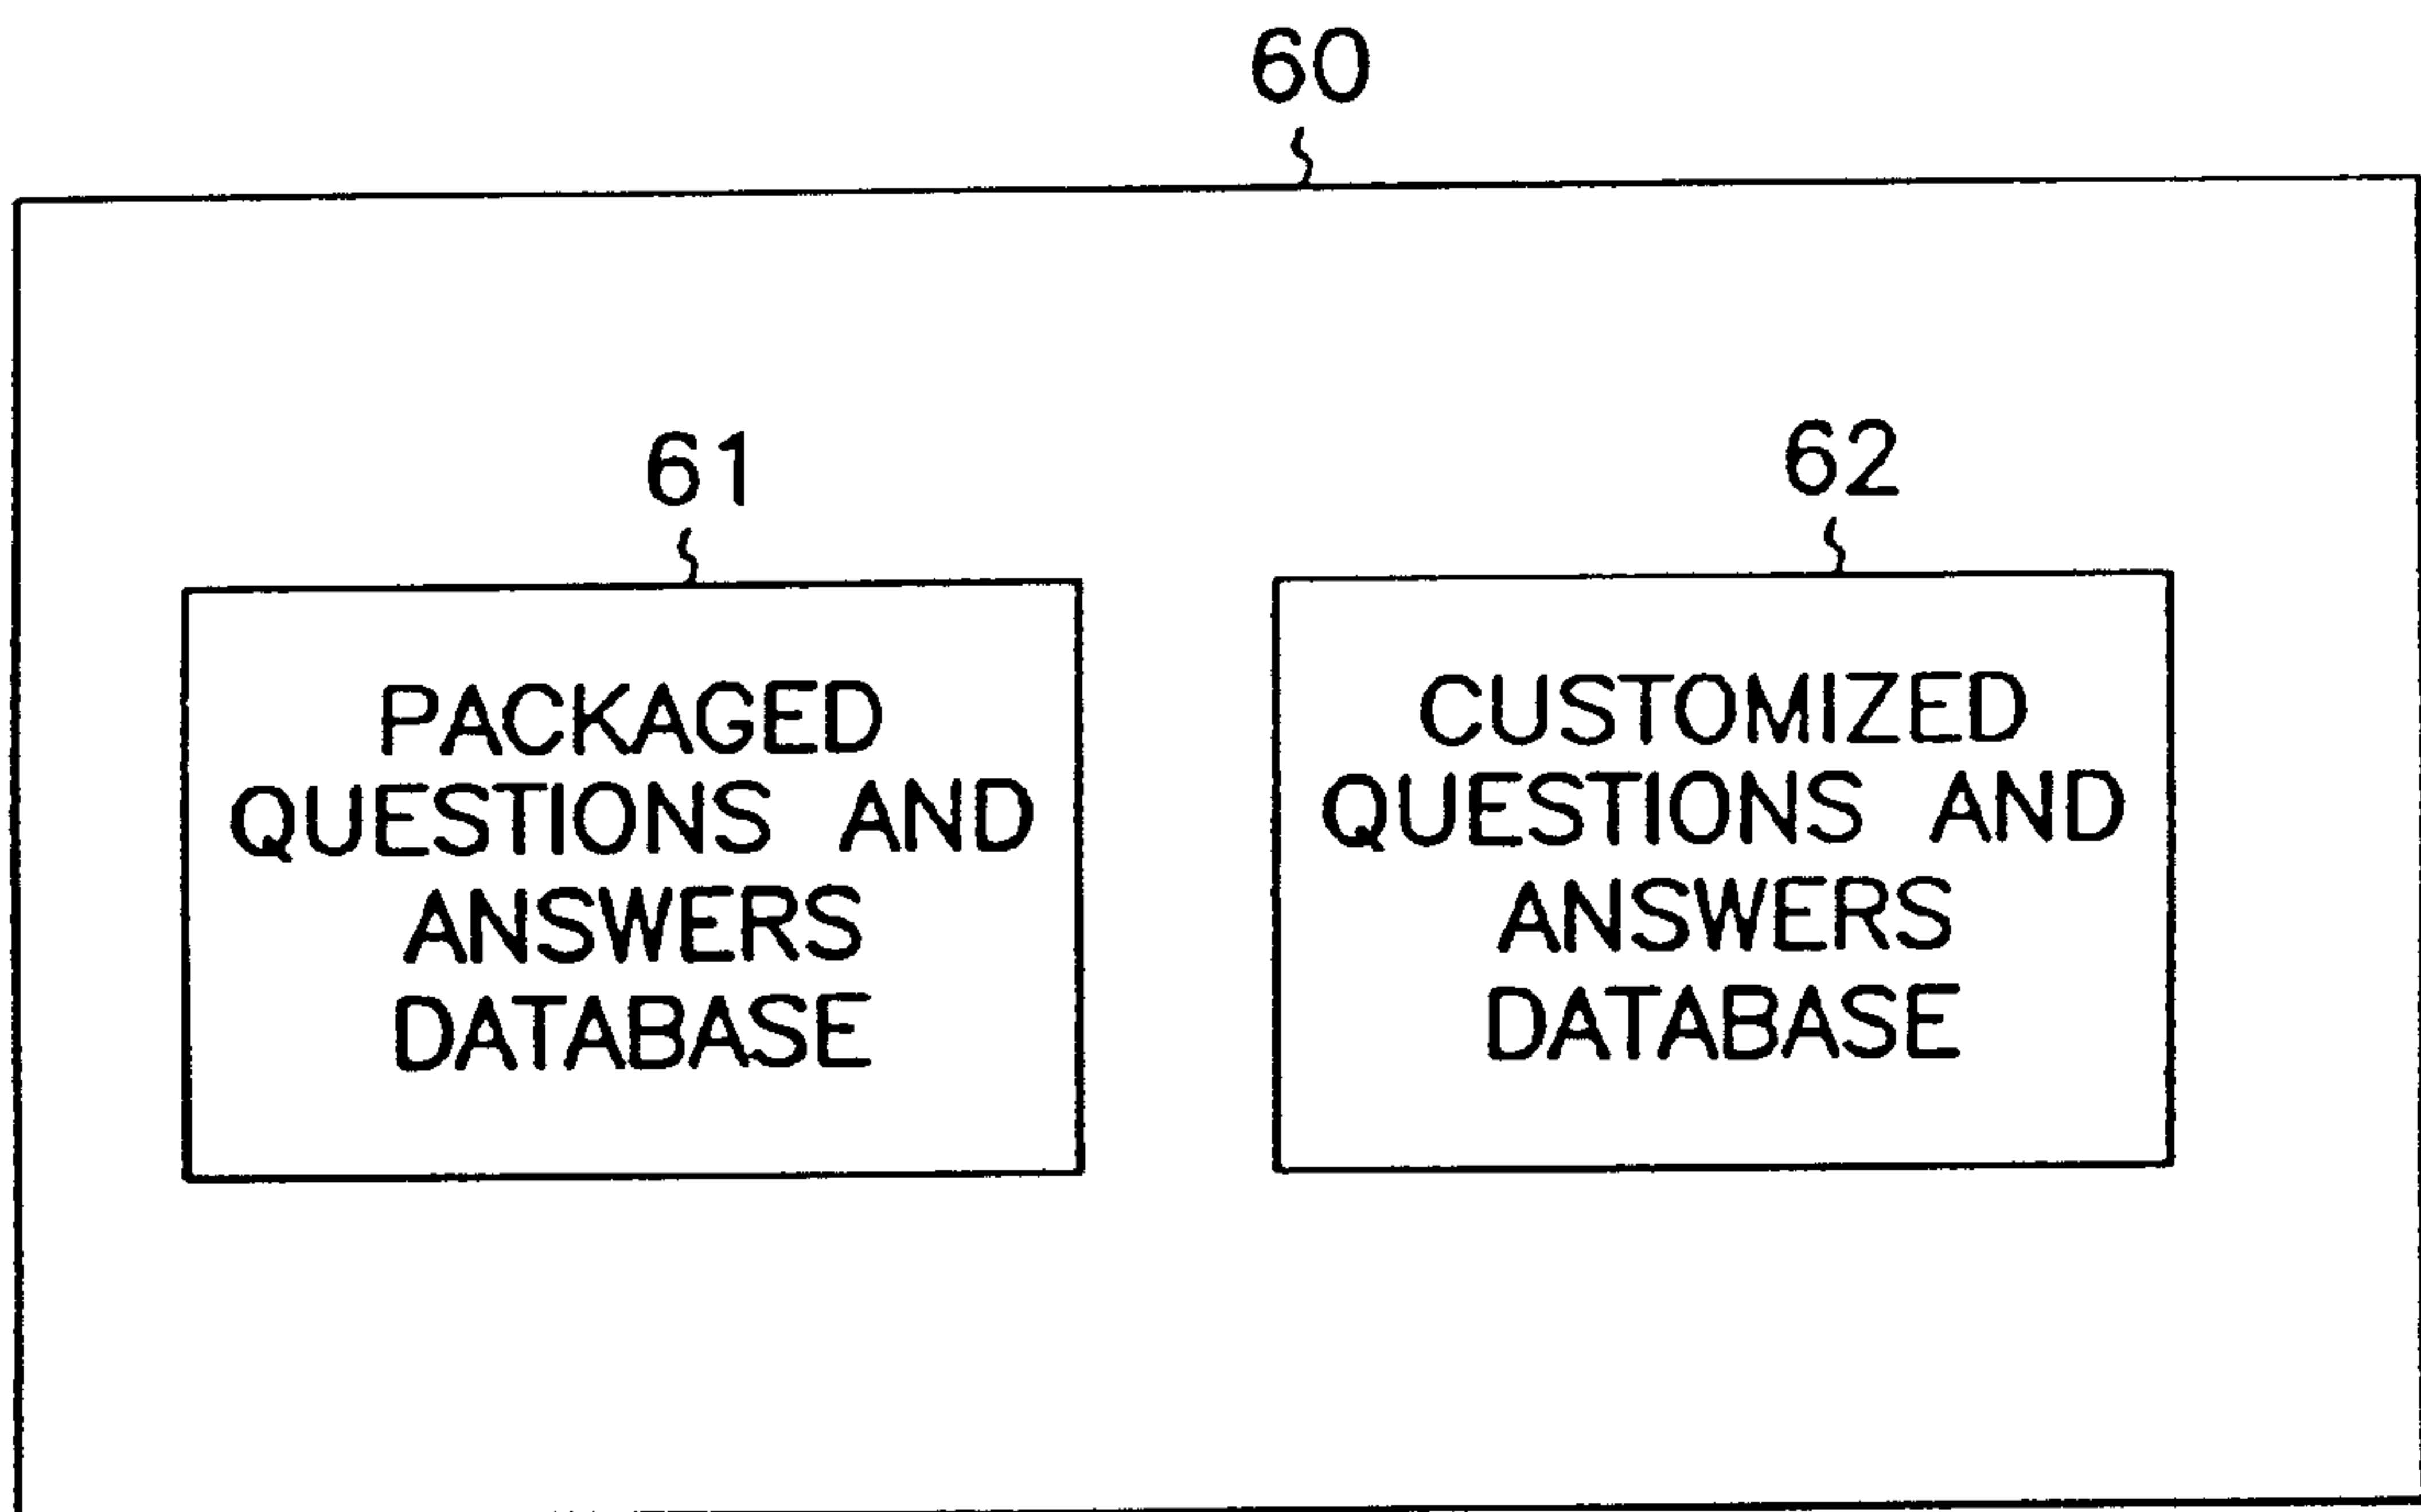 60
61
PACKAGED
QUESTIONS AND
ANSWERS
DATABASE
62
CUSTOMIZED
QUESTIONS AND
ANSWERS
DATABASE